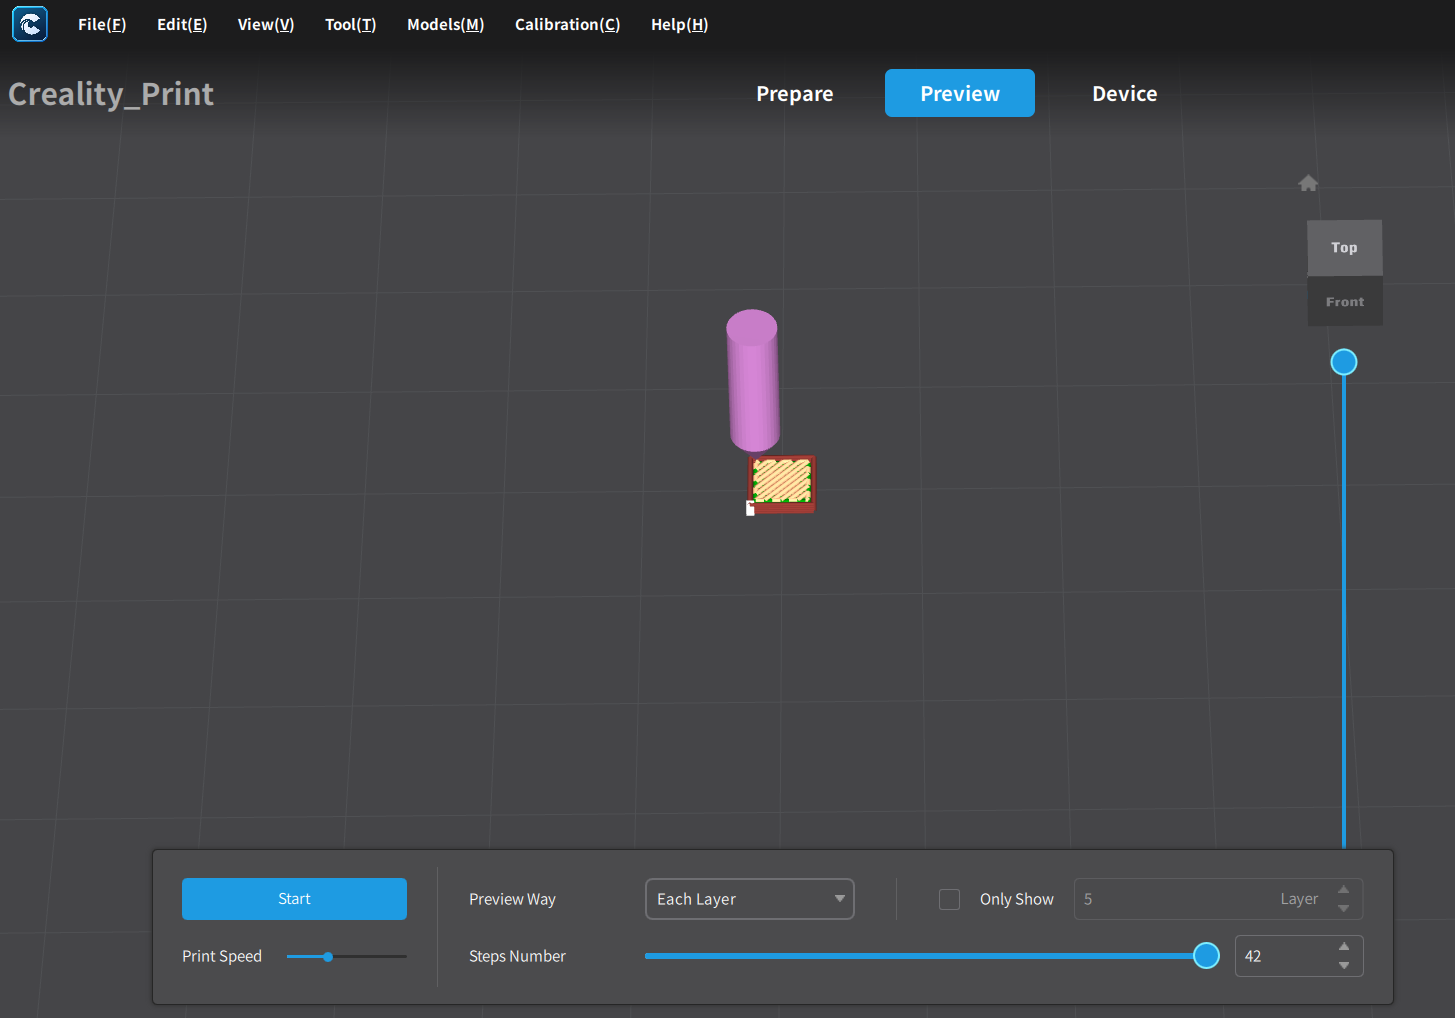 File(F) Edit(E) View(V) Tool(T) Models(M) Calibration(C) Help(H)
Creality_Print
Prepare Preview Device
Top
Front
Start
Preview Way Each Layer Only Show 5 Layer
Print Speed Steps Number 42